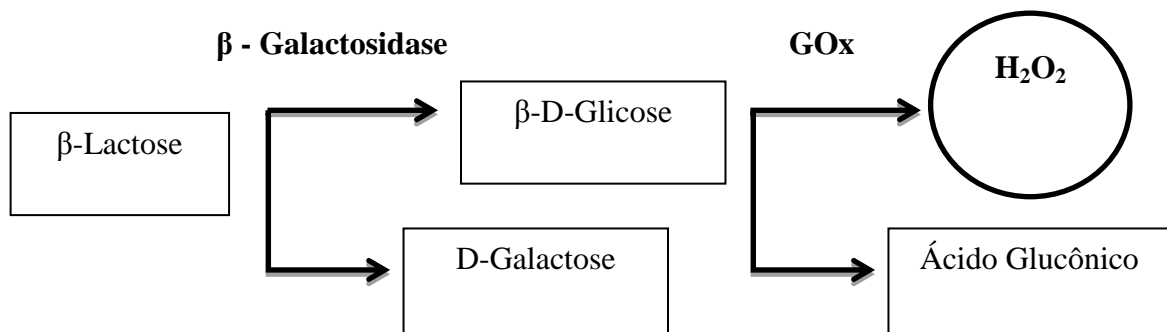 β - Galactosidase
GOx
H₂O₂
β-Lactose
β-D-Glicose
D-Galactose
Ácido Glucônico